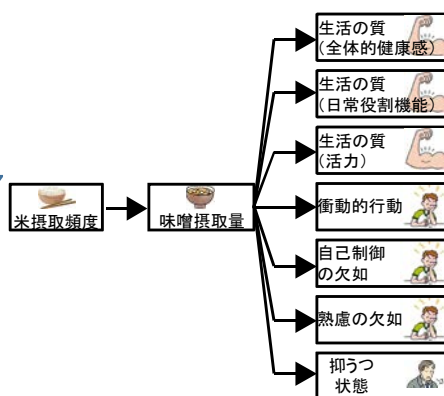 生活の質
(全体的健康感)
生活の質
(日常役割機能)
生活の質
(活力)
米摂取頻度
味噌摂取量
衝動的行動
自己制御
の欠如
熟慮の欠如
抑うつ
状態